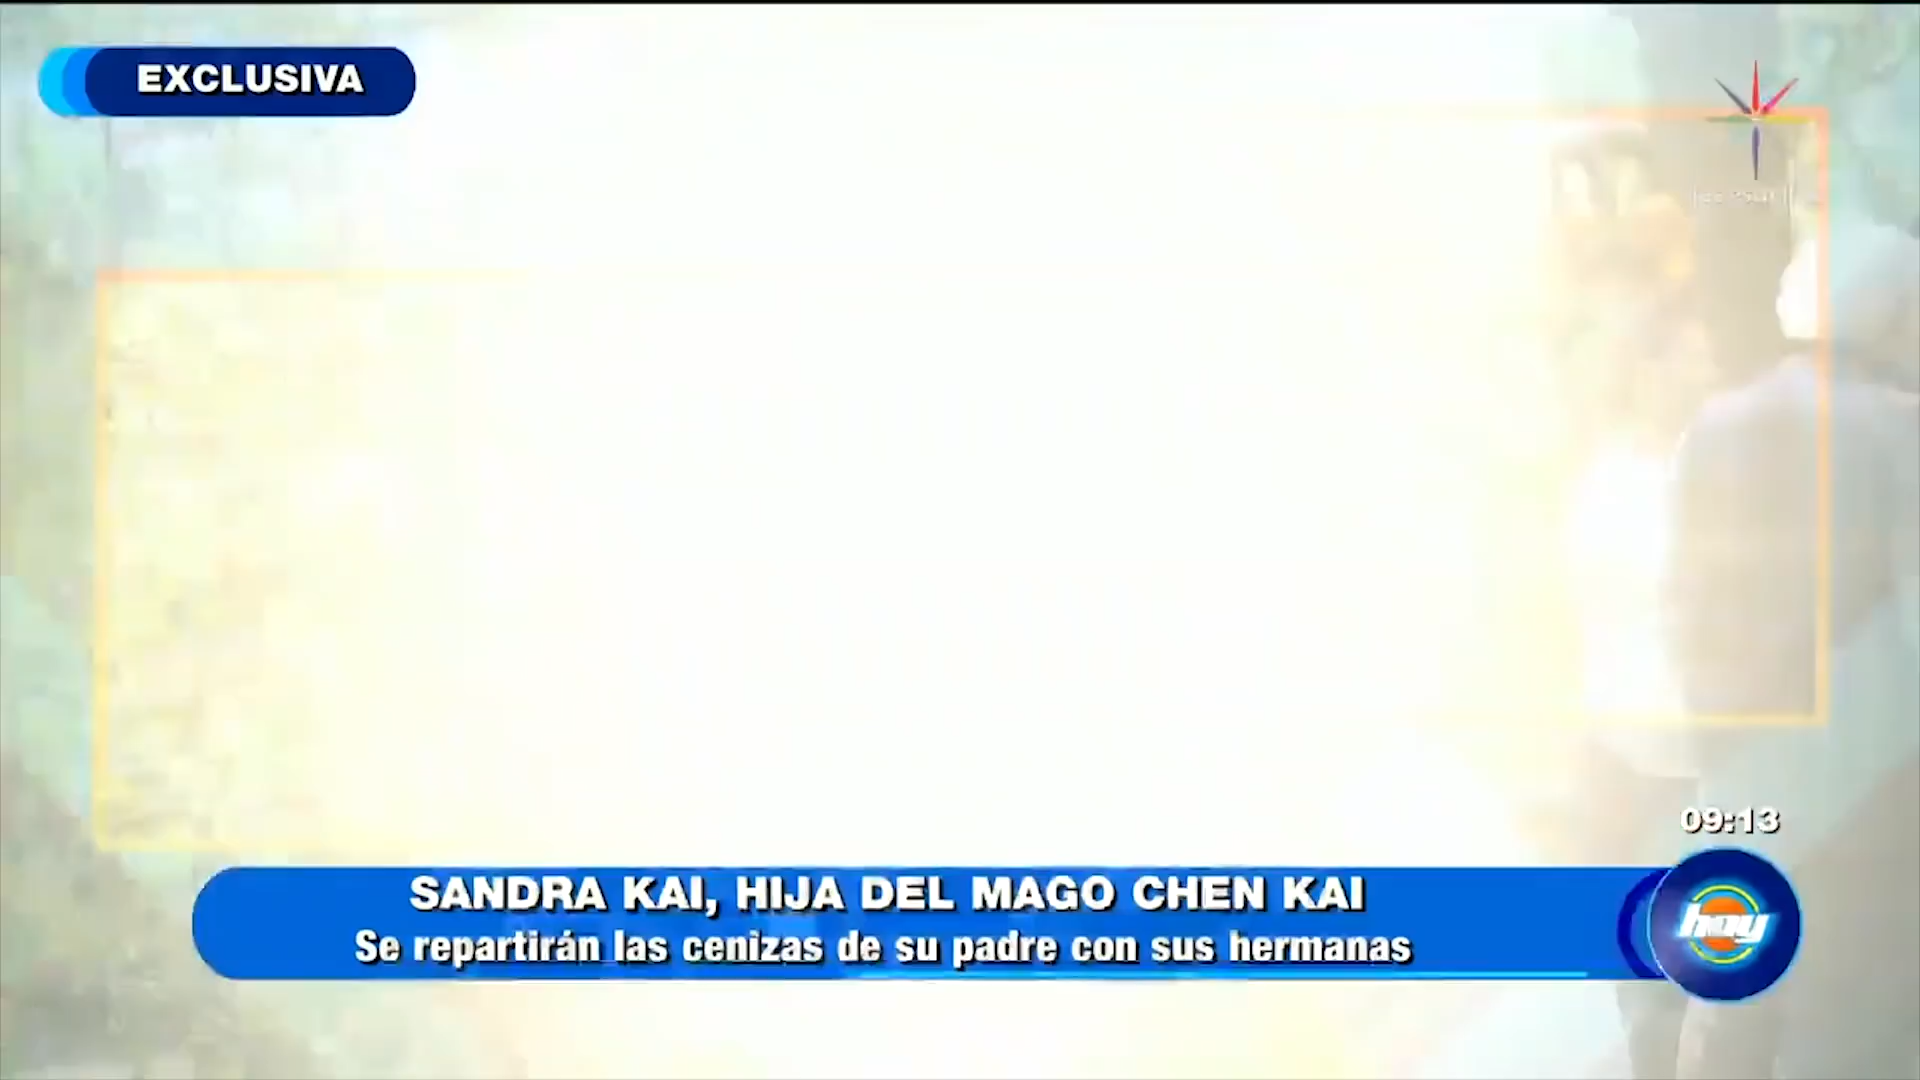 EXCLUSIVA
09:13
SANDRA KAI, HIJA DEL MAGO CHEN KAI
Se repartirán las cenizas de su padre con sus hermanas
hoy